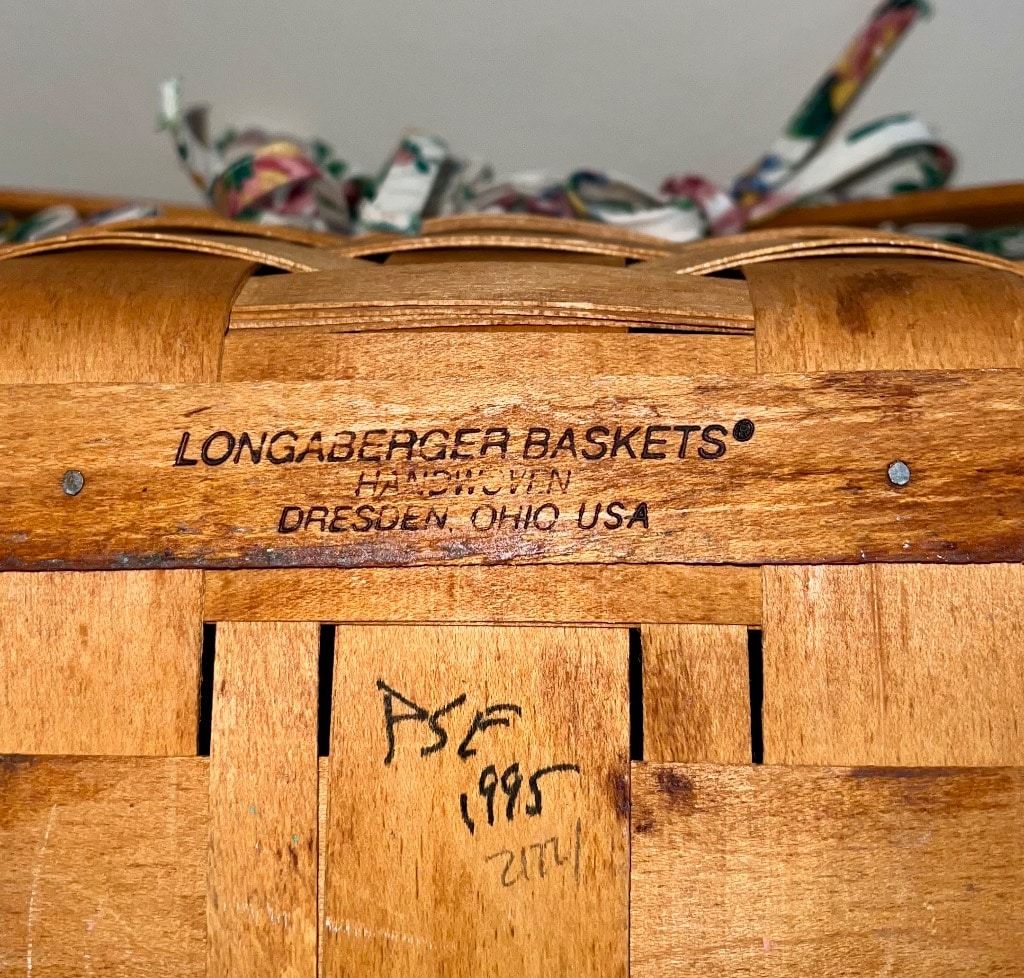 LONGABERGER BASKETS®
HANDWOVEN
DRESDEN, OHIO USA
PSF
1995